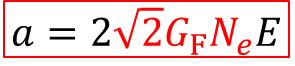 a = 2√2G_F N_e E